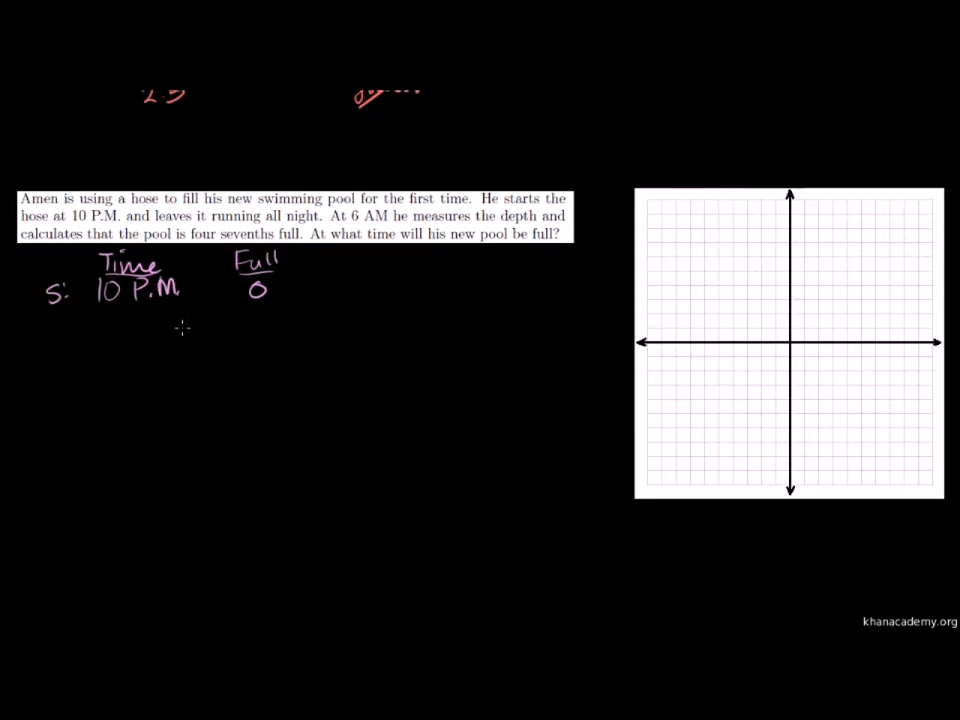 Amen is using a hose to fill his new swimming pool for the first time. He starts the
hose at 10 P.M. and leaves it running all night. At 6 AM he measures the depth and
calculates that the pool is four sevenths full. At what time will his new pool be full?
Time Full
S: 10 P.M. 0
khanacademy.org